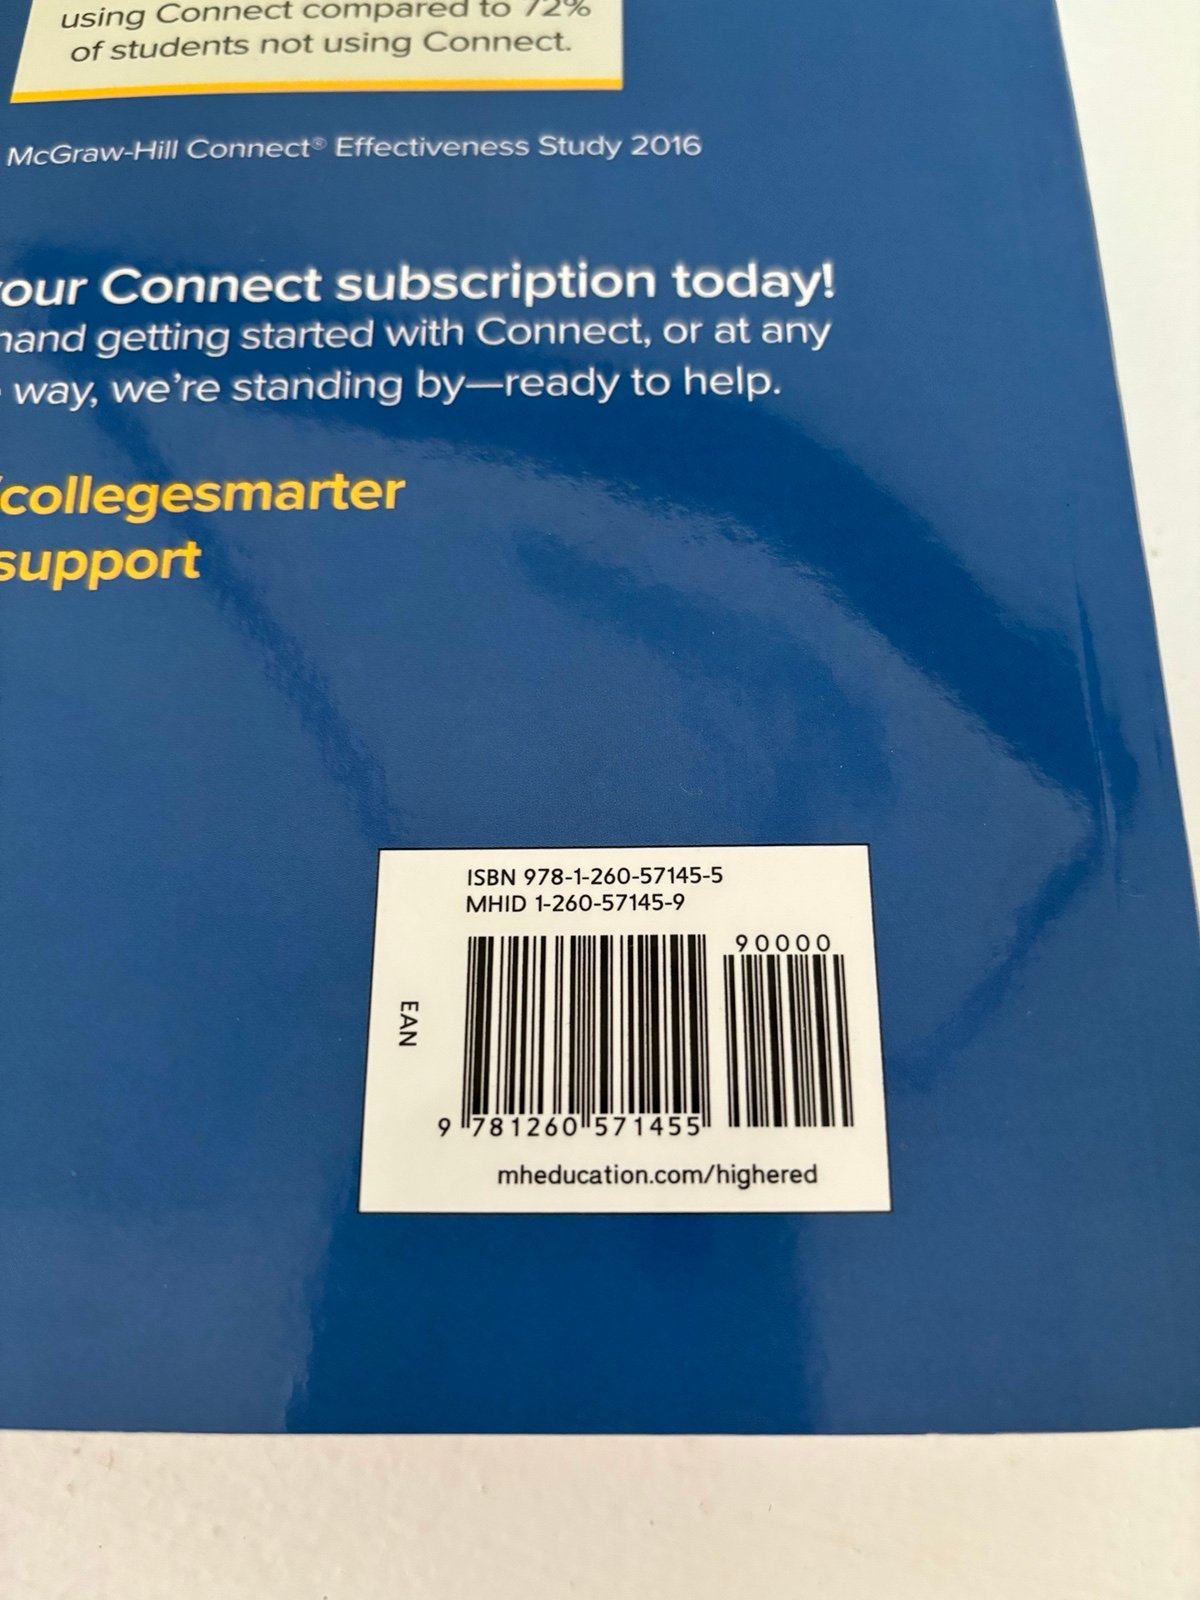 using Connect compared to 72%
of students not using Connect.
McGraw-Hill Connect® Effectiveness Study 2016
our Connect subscription today!
getting started with Connect, or at any
way, we're standing by—ready to help.
/collegesmarter
support
ISBN 978-1-260-57145-5
MHID 1-260-57145-9
90000
EAN
9 781260 571455
mheducation.com/highered